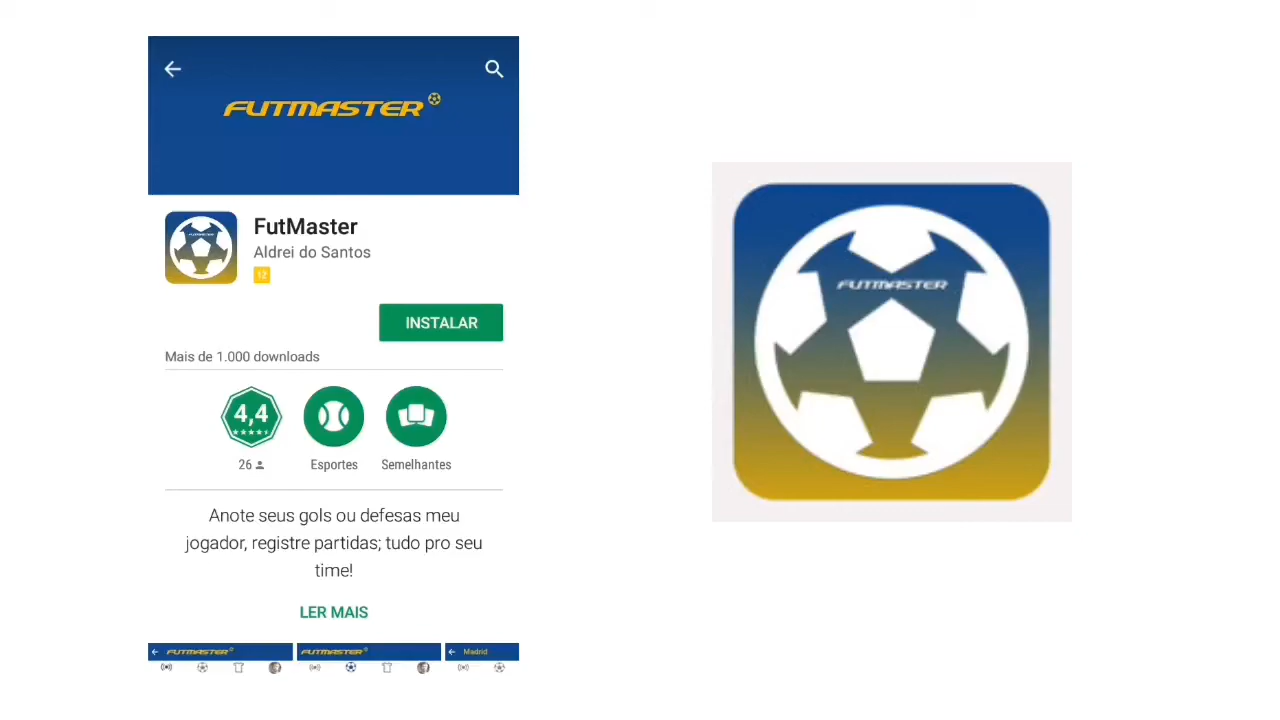 FUTMASTER
FUTMASTER
FutMaster
Aldrei do Santos
12
INSTALAR
Mais de 1.000 downloads
4,4
26
Esportes
Semelhantes
Anote seus gols ou defesas meu
jogador, registre partidas; tudo pro seu
time!
LER MAIS
FUTMASTER
FUTMASTER
Madrid
FUTMASTER